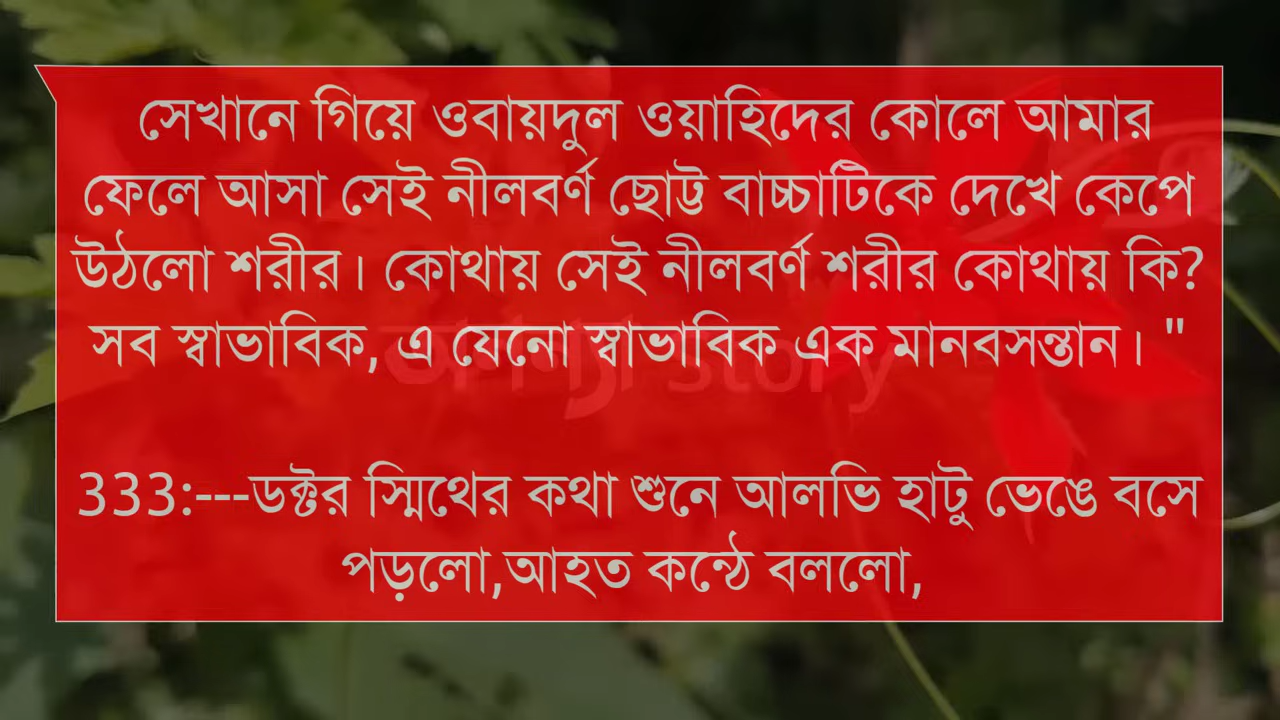 সেখানে গিয়ে ওবায়দুল ওয়াহিদের কোলে আমার
ফেলে আসা সেই নীলবর্ণ ছোট্ট বাচ্চাটিকে দেখে কেপে
উঠলো শরীর। কোথায় সেই নীলবর্ণ শরীর কোথায় কি?
সব স্বাভাবিক, এ যেনো স্বাভাবিক এক মানবসন্তান। "
333:---ডক্টর স্মিথের কথা শুনে আলভি হাটু ভেঙে বসে
পড়লো,আহত কন্ঠে বললো,
story